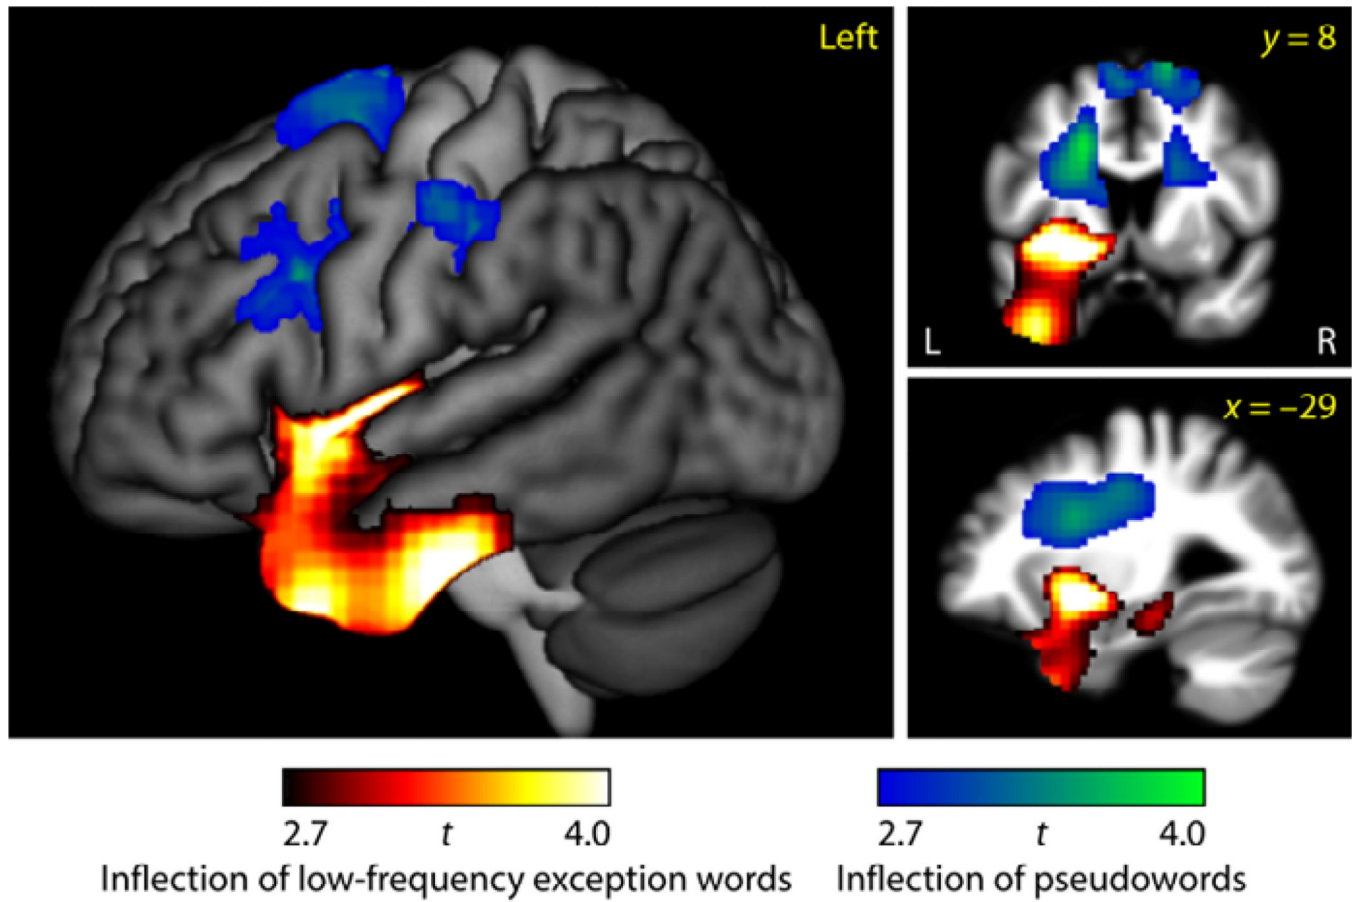 Left
y = 8
L
R
x = –29
2.7 t 4.0
Inflection of low-frequency exception words
2.7 t 4.0
Inflection of pseudowords